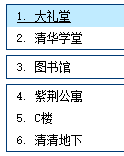 1. 大礼堂
2. 清华学堂
3. 图书馆
4. 紫荆公寓
5. C楼
6. 清清地下